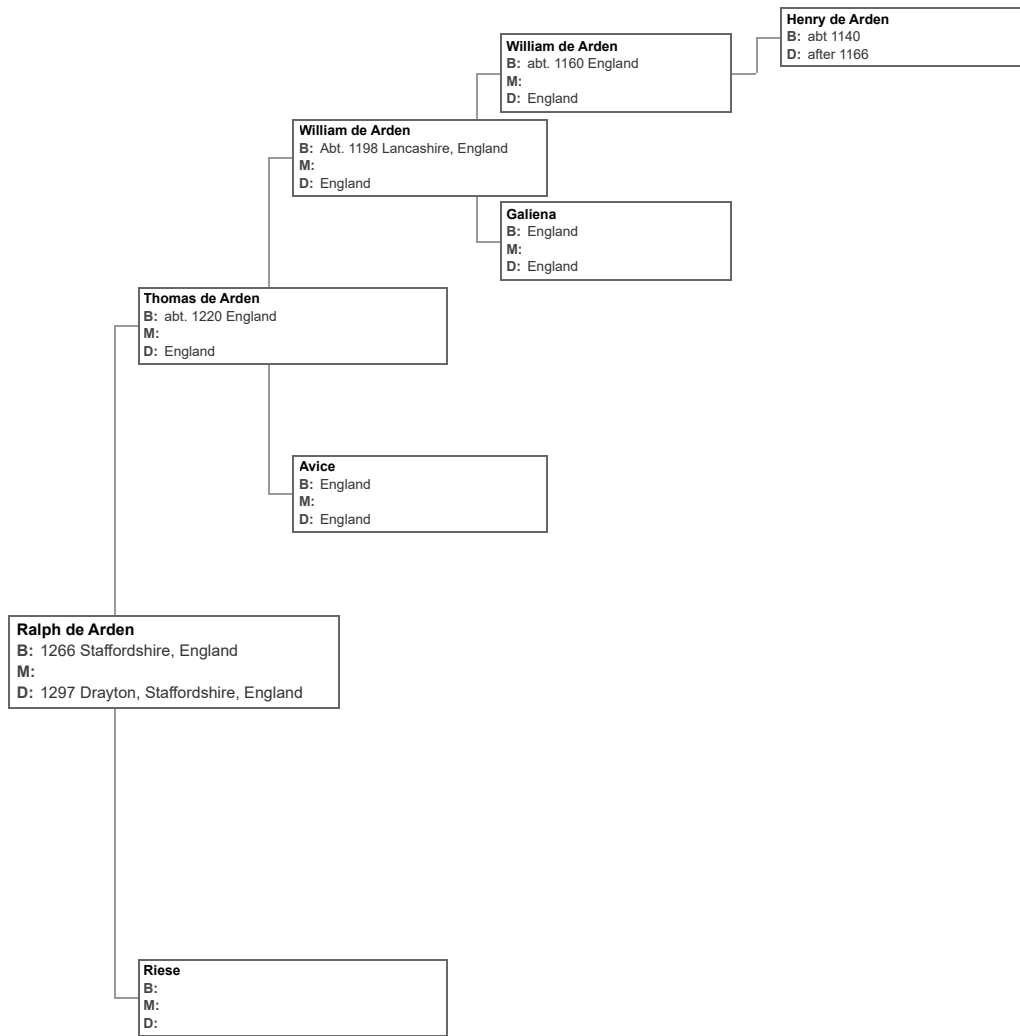 Henry de Arden
B: abt 1140
D: after 1166
William de Arden
B: abt. 1160 England
M:
D: England
William de Arden
B: Abt. 1198 Lancashire, England
M:
D: England
Galiena
B: England
M:
D: England
Thomas de Arden
B: abt. 1220 England
M:
D: England
Avice
B: England
M:
D: England
Ralph de Arden
B: 1266 Staffordshire, England
M:
D: 1297 Drayton, Staffordshire, England
Riese
B:
M:
D: